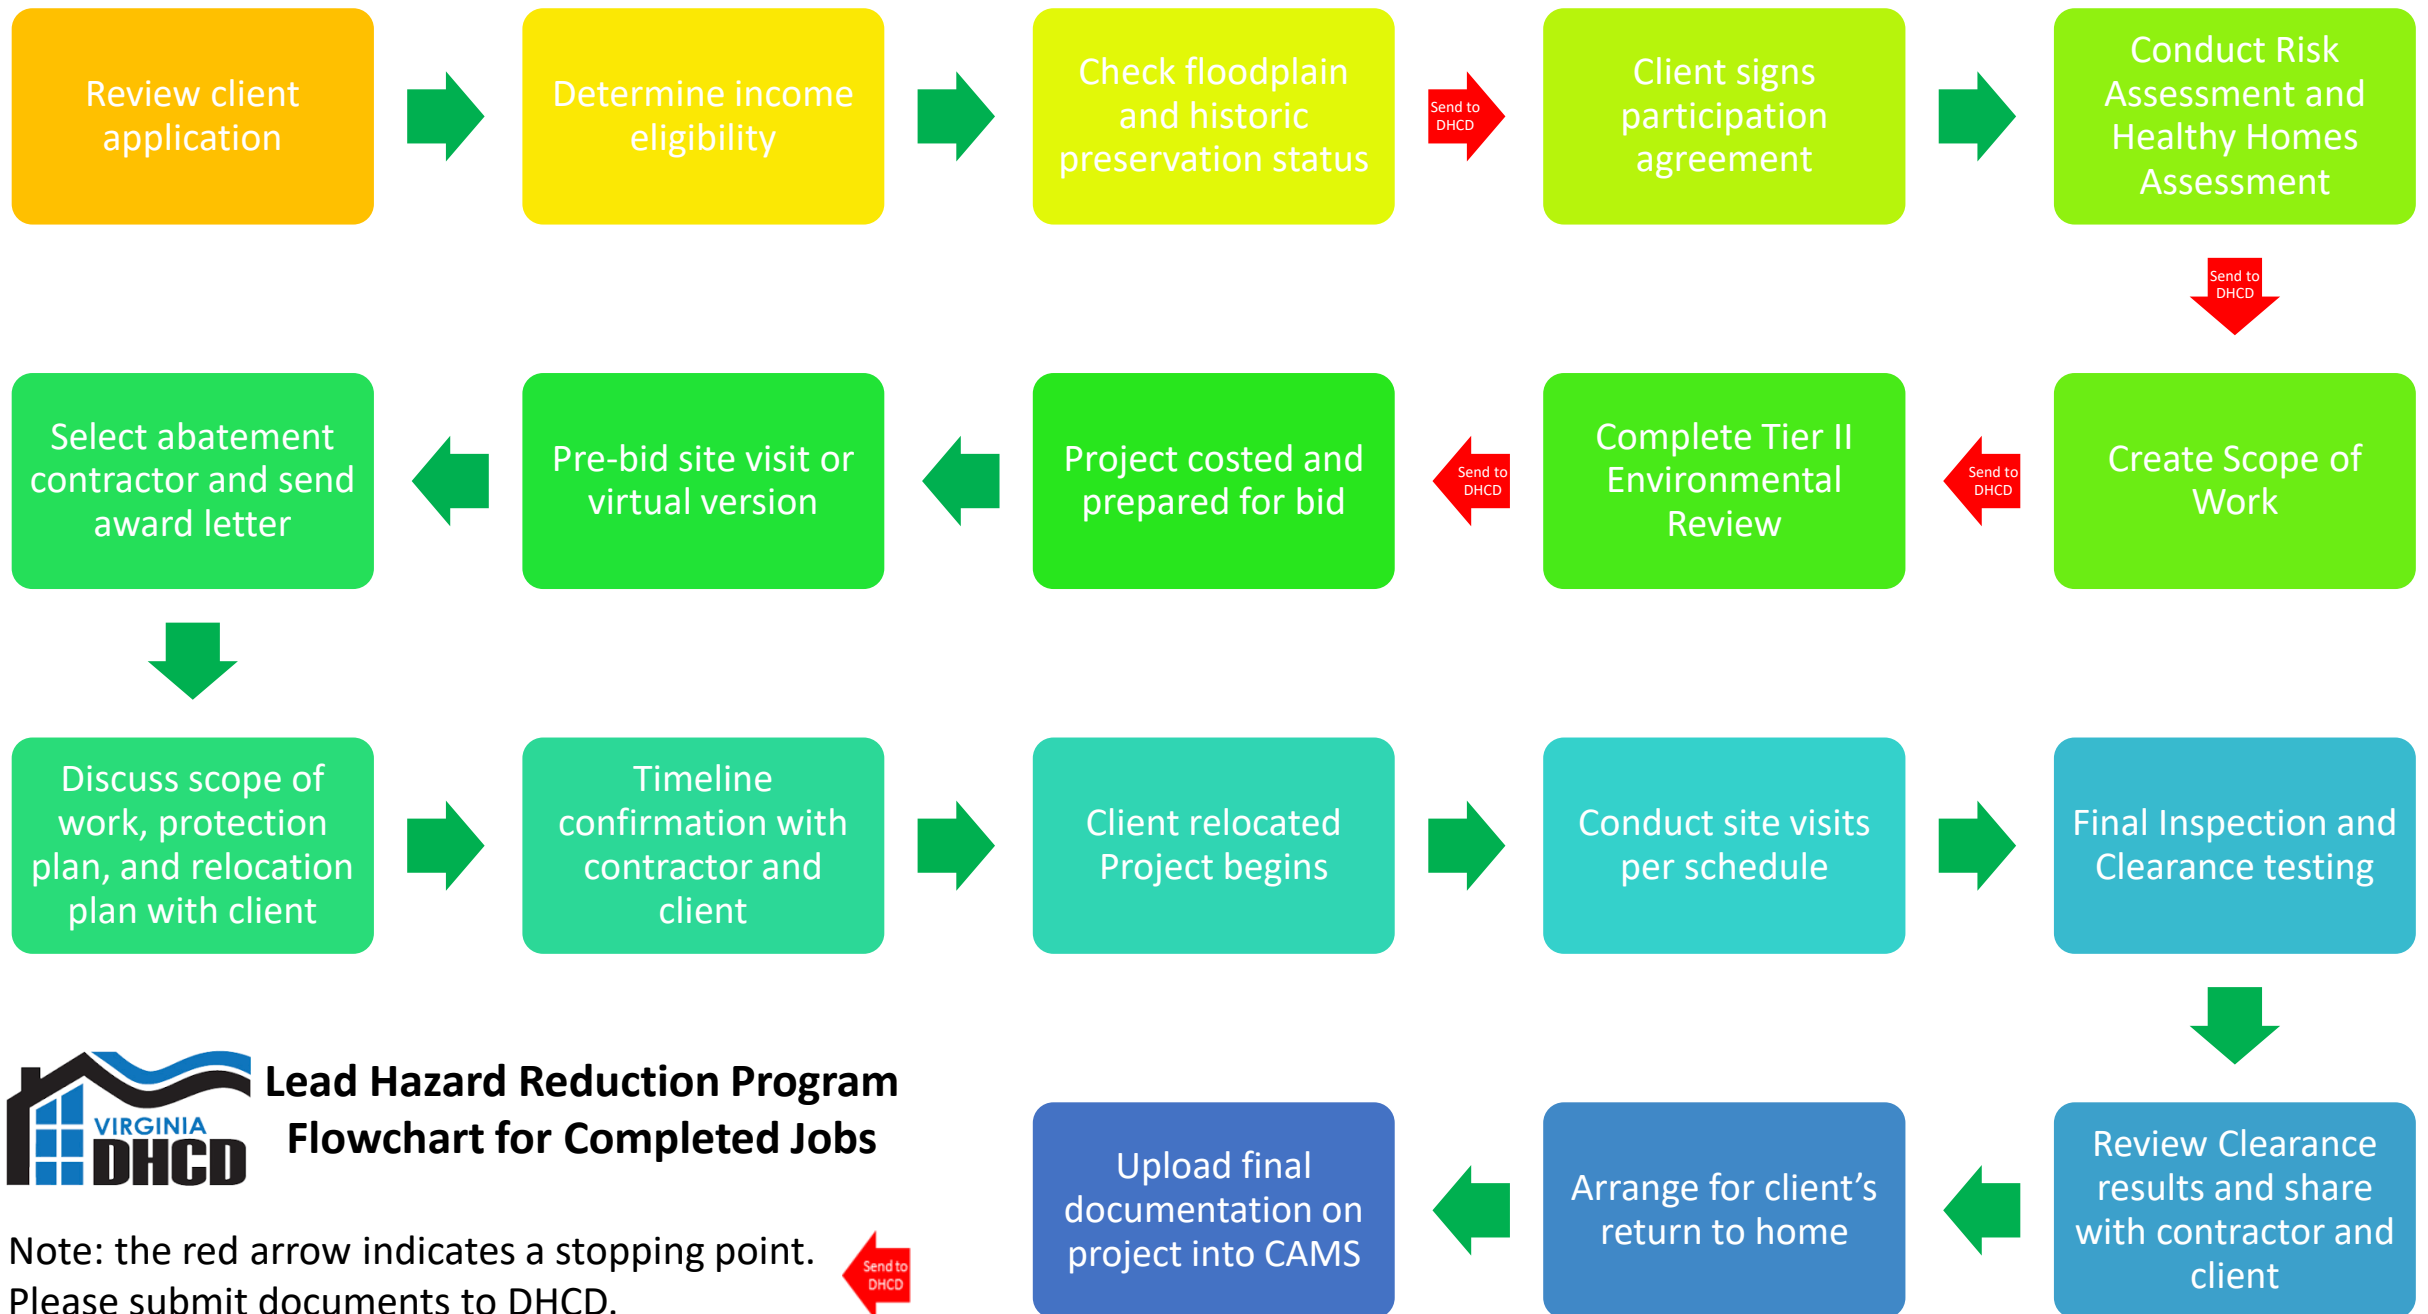 Review client
application
Determine income
eligibility
Check floodplain
and historic
preservation status
Send to
DHCD
Client signs
participation
agreement
Conduct Risk
Assessment and
Healthy Homes
Assessment
Send to
DHCD
Create Scope of
Work
Send to
DHCD
Complete Tier II
Environmental
Review
Send to
DHCD
Project costed and
prepared for bid
Pre-bid site visit or
virtual version
Select abatement
contractor and send
award letter
Discuss scope of
work, protection
plan, and relocation
plan with client
Timeline
confirmation with
contractor and
client
Client relocated
Project begins
Conduct site visits
per schedule
Final Inspection and
Clearance testing
Review Clearance
results and share
with contractor and
client
Arrange for client’s
return to home
Upload final
documentation on
project into CAMS
VIRGINIA
DHCD
Lead Hazard Reduction Program
Flowchart for Completed Jobs
Note: the red arrow indicates a stopping point.
Please submit documents to DHCD.
Send to
DHCD